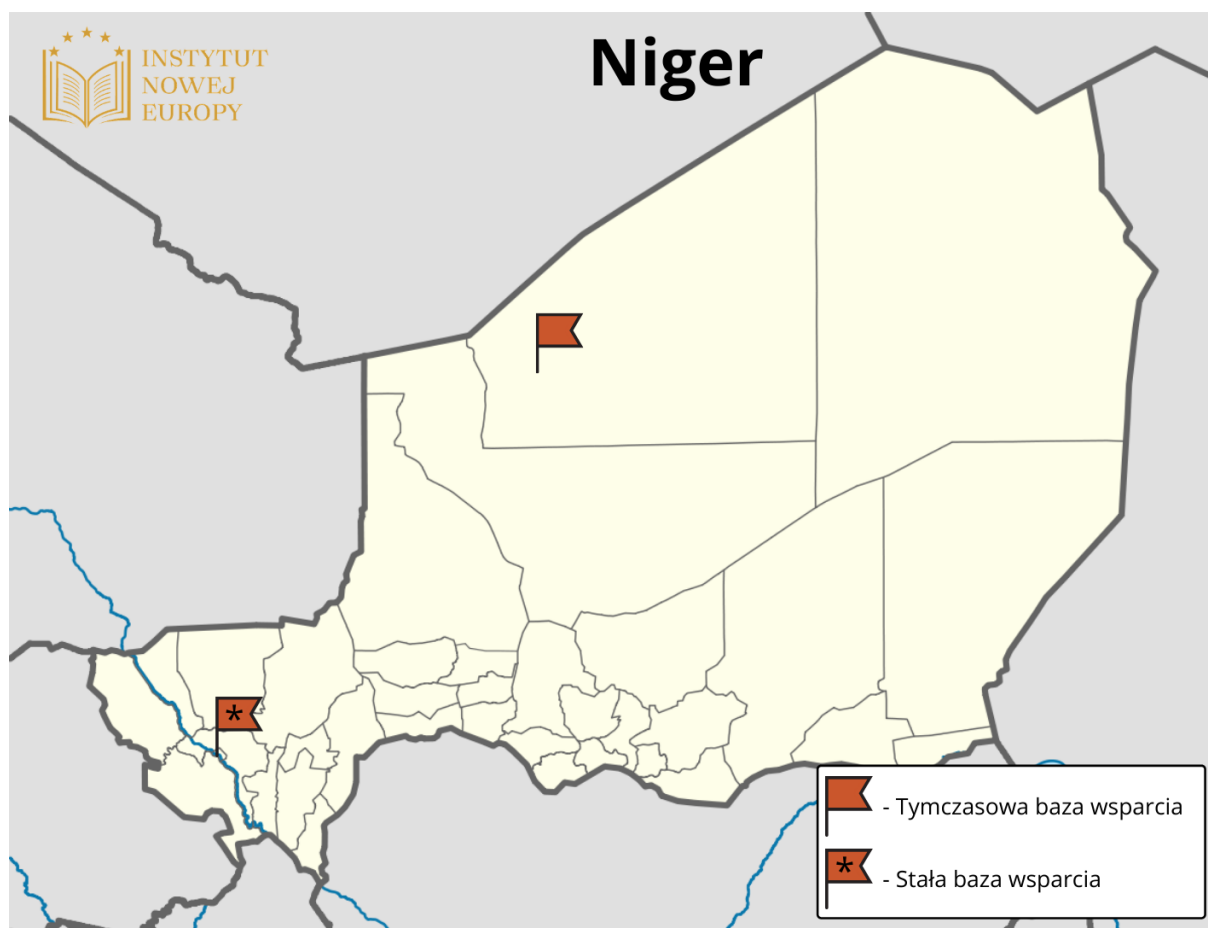 INSTYTUT
NOWEJ
EUROPY
Niger
* - Tymczasowa baza wsparcia
* - Stała baza wsparcia